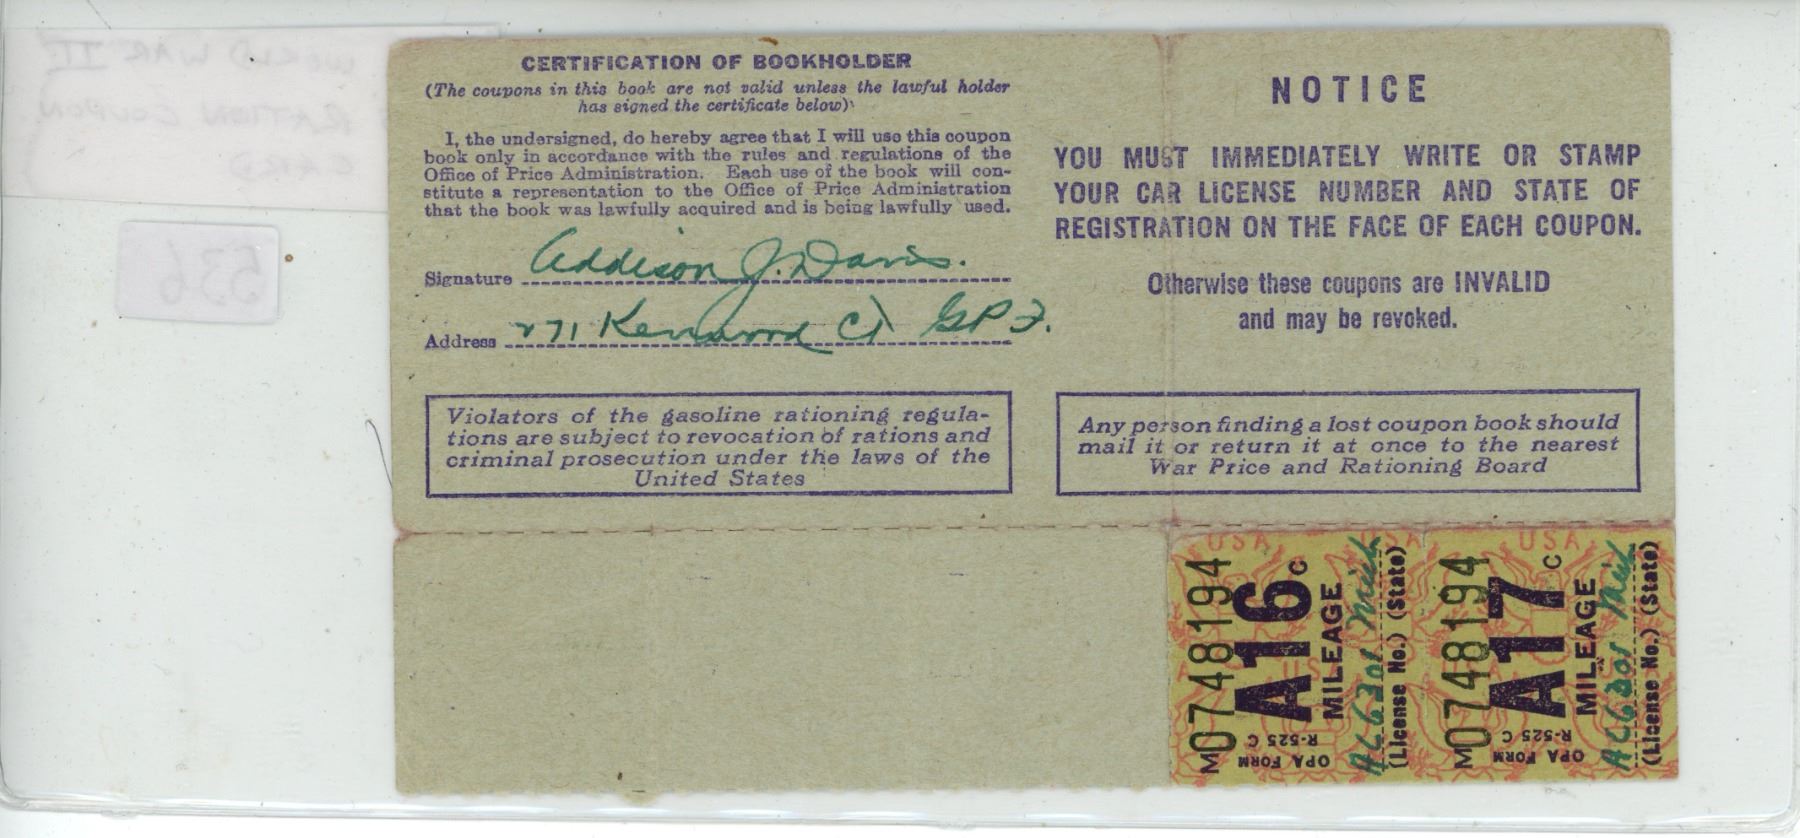 WORLD WAR II
RATION COUPON
CARD
536
CERTIFICATION OF BOOKHOLDER
(The coupons in this book are not valid unless the lawful holder
has signed the certificate below)
I, the undersigned, do hereby agree that I will use this coupon
book only in accordance with the rules and regulations of the
Office of Price Administration. Each use of the book will con-
stitute a representation to the Office of Price Administration
that the book was lawfully acquired and is being lawfully used.
Signature Addison J. Davis.
Address 271 Kenwood Ct GPF.
Violators of the gasoline rationing regula-
tions are subject to revocation of rations and
criminal prosecution under the laws of the
United States
NOTICE
YOU MUST IMMEDIATELY WRITE OR STAMP
YOUR CAR LICENSE NUMBER AND STATE OF
REGISTRATION ON THE FACE OF EACH COUPON.
Otherwise these coupons are INVALID
and may be revoked.
Any person finding a lost coupon book should
mail it or return it at once to the nearest
War Price and Rationing Board
USA USA USA
M0748194
OPA FORM R-525 C
A16 C
MILEAGE
Mich
(License No.) (State)
M0748194
OPA FORM R-525 C
A17 C
MILEAGE
Mich
(License No.) (State)